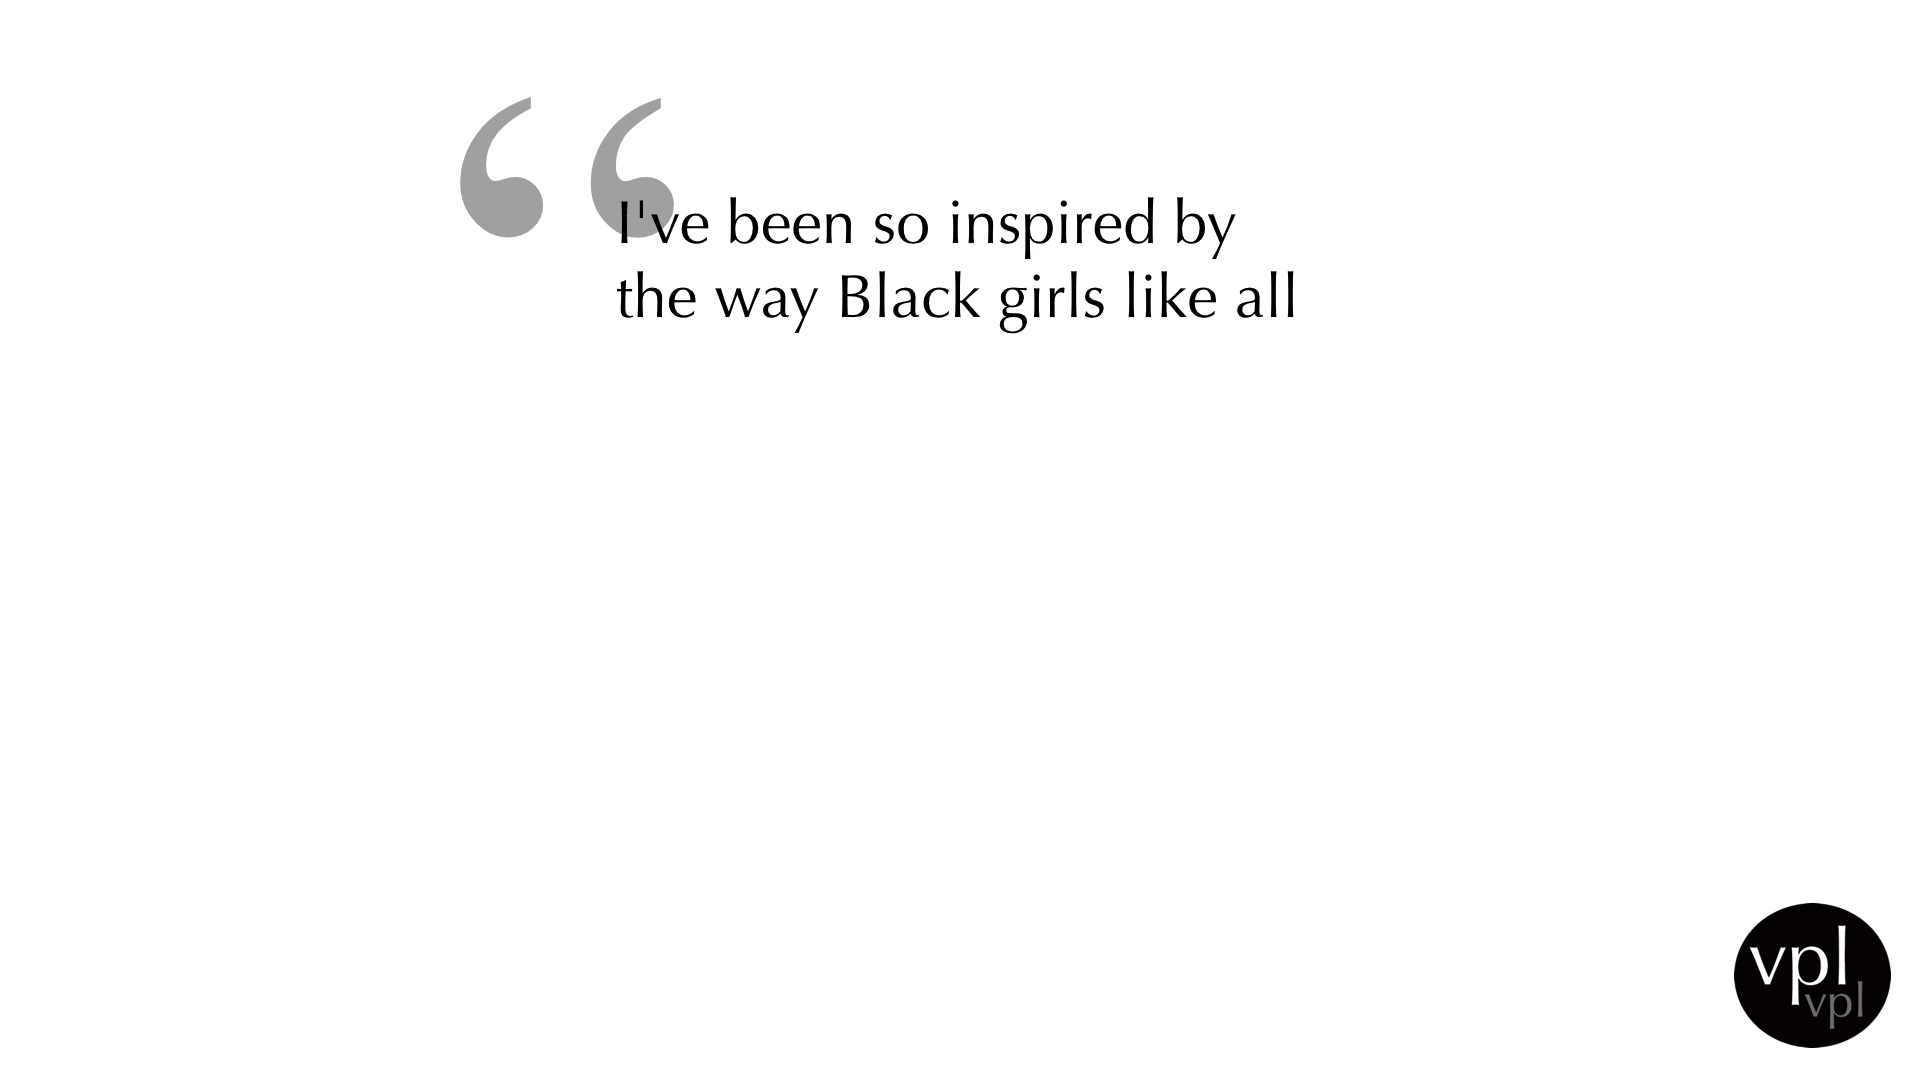 “
I've been so inspired by
the way Black girls like all
vpl
vpl